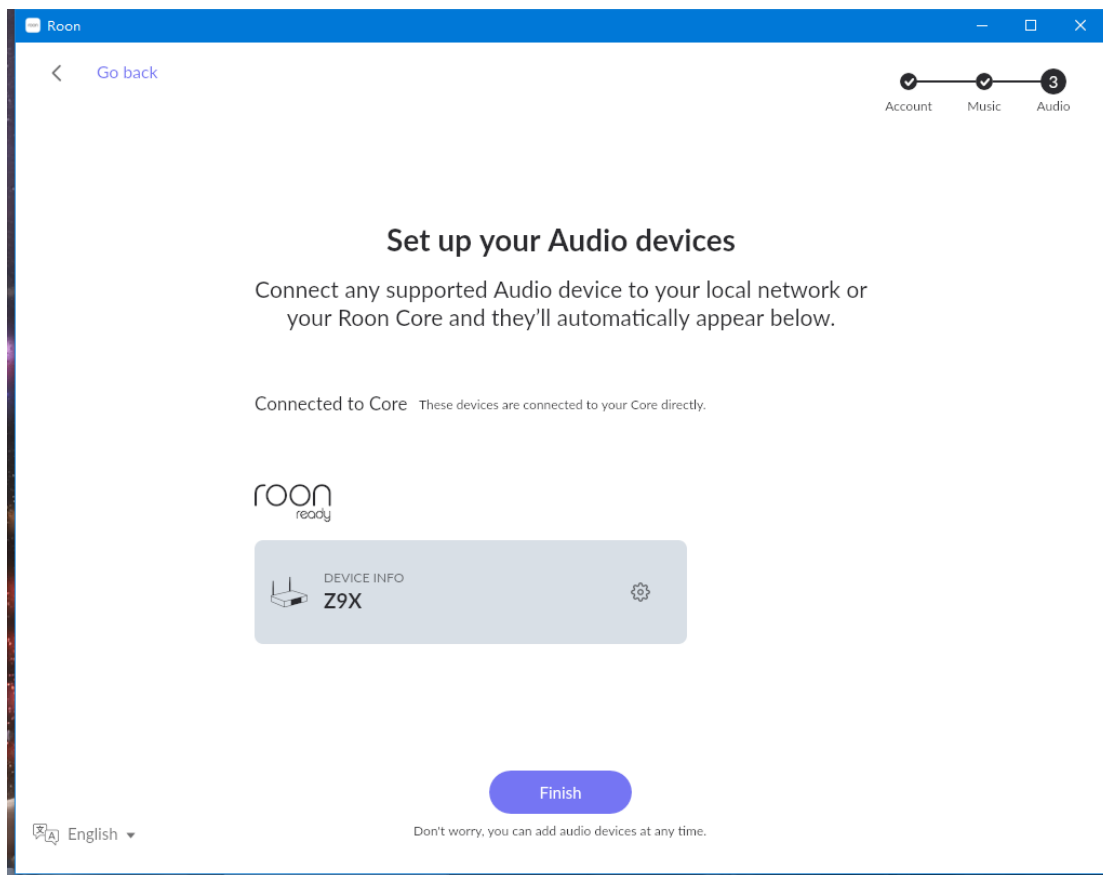 Roon
Go back
3
Account Music Audio
Set up your Audio devices
Connect any supported Audio device to your local network or
your Roon Core and they'll automatically appear below.
Connected to Core These devices are connected to your Core directly.
roon
ready
DEVICE INFO
Z9X
Finish
Don't worry, you can add audio devices at any time.
English